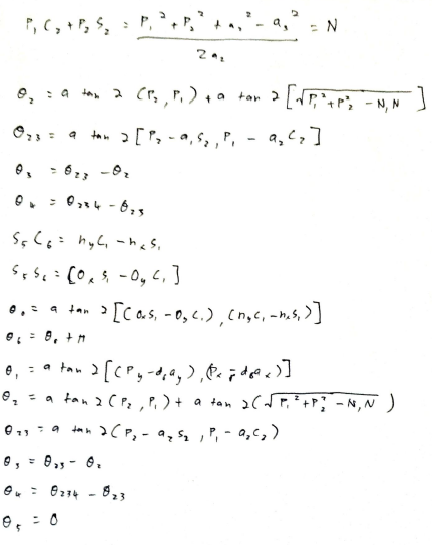 P₁C₂ + P₂S₂ = (P₁² + P₂² + a₂² - a₃²) / 2a₂ = N
θ₂ = a tan 2 (P₂, P₁) + a tan 2 [√P₁² + P₂² - N, N]
θ₂₃ = a tan 2 [P₂ - a₂S₂, P₁ - a₂C₂]
θ₃ = θ₂₃ - θ₂
θ₄ = θ₂₃₄ - θ₂₃
S₅C₆ = nyC₁ - nₓS₁
S₅S₆ = [OₓS₁ - OyC₁]
θ₆ = a tan 2 [(OₓS₁ - OyC₁), (nyC₁ - nₓS₁)]
θ₆ = θ₆ + π
θ₁ = a tan 2 [(Py - d₆ay), (Pₓ - d₆aₓ)]
θ₂ = a tan 2 (P₂, P₁) + a tan 2 (√P₁² + P₂² - N, N)
θ₂₃ = a tan 2 (P₂ - a₂S₂, P₁ - a₂C₂)
θ₃ = θ₂₃ - θ₂
θ₄ = θ₂₃₄ - θ₂₃
θ₅ = 0